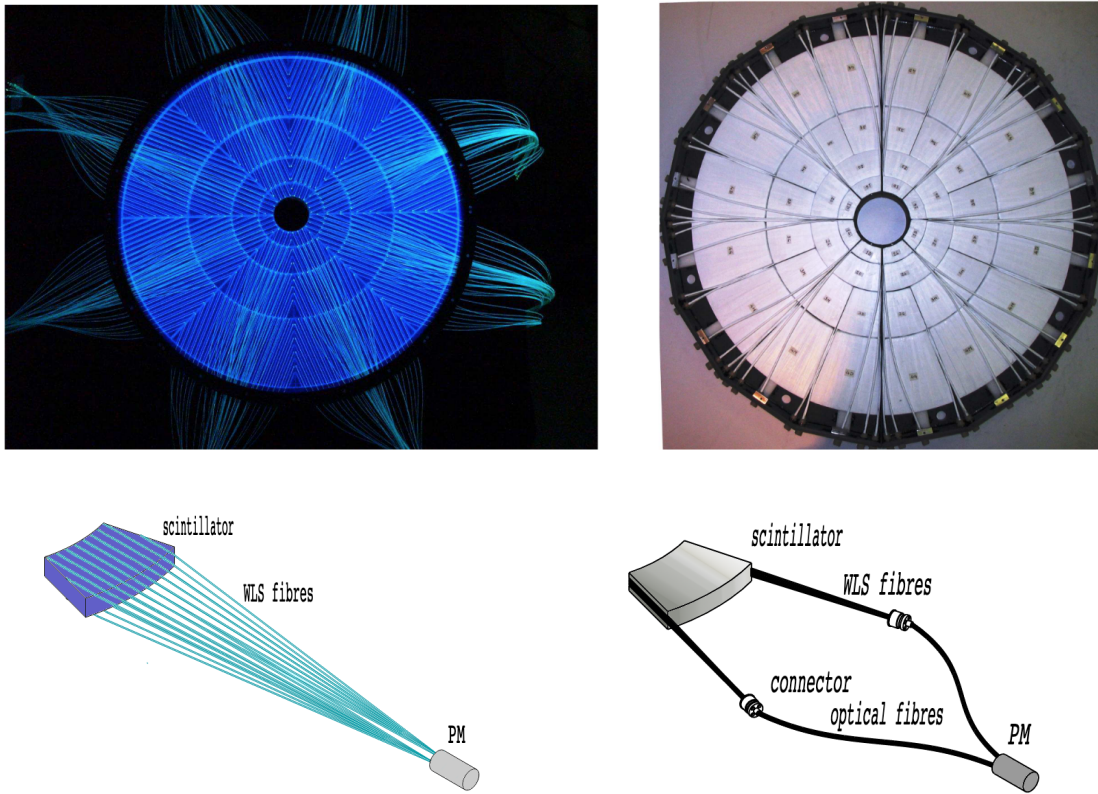 scintillator
WLS fibres
PM
scintillator
WLS fibres
connector
optical fibres
PM